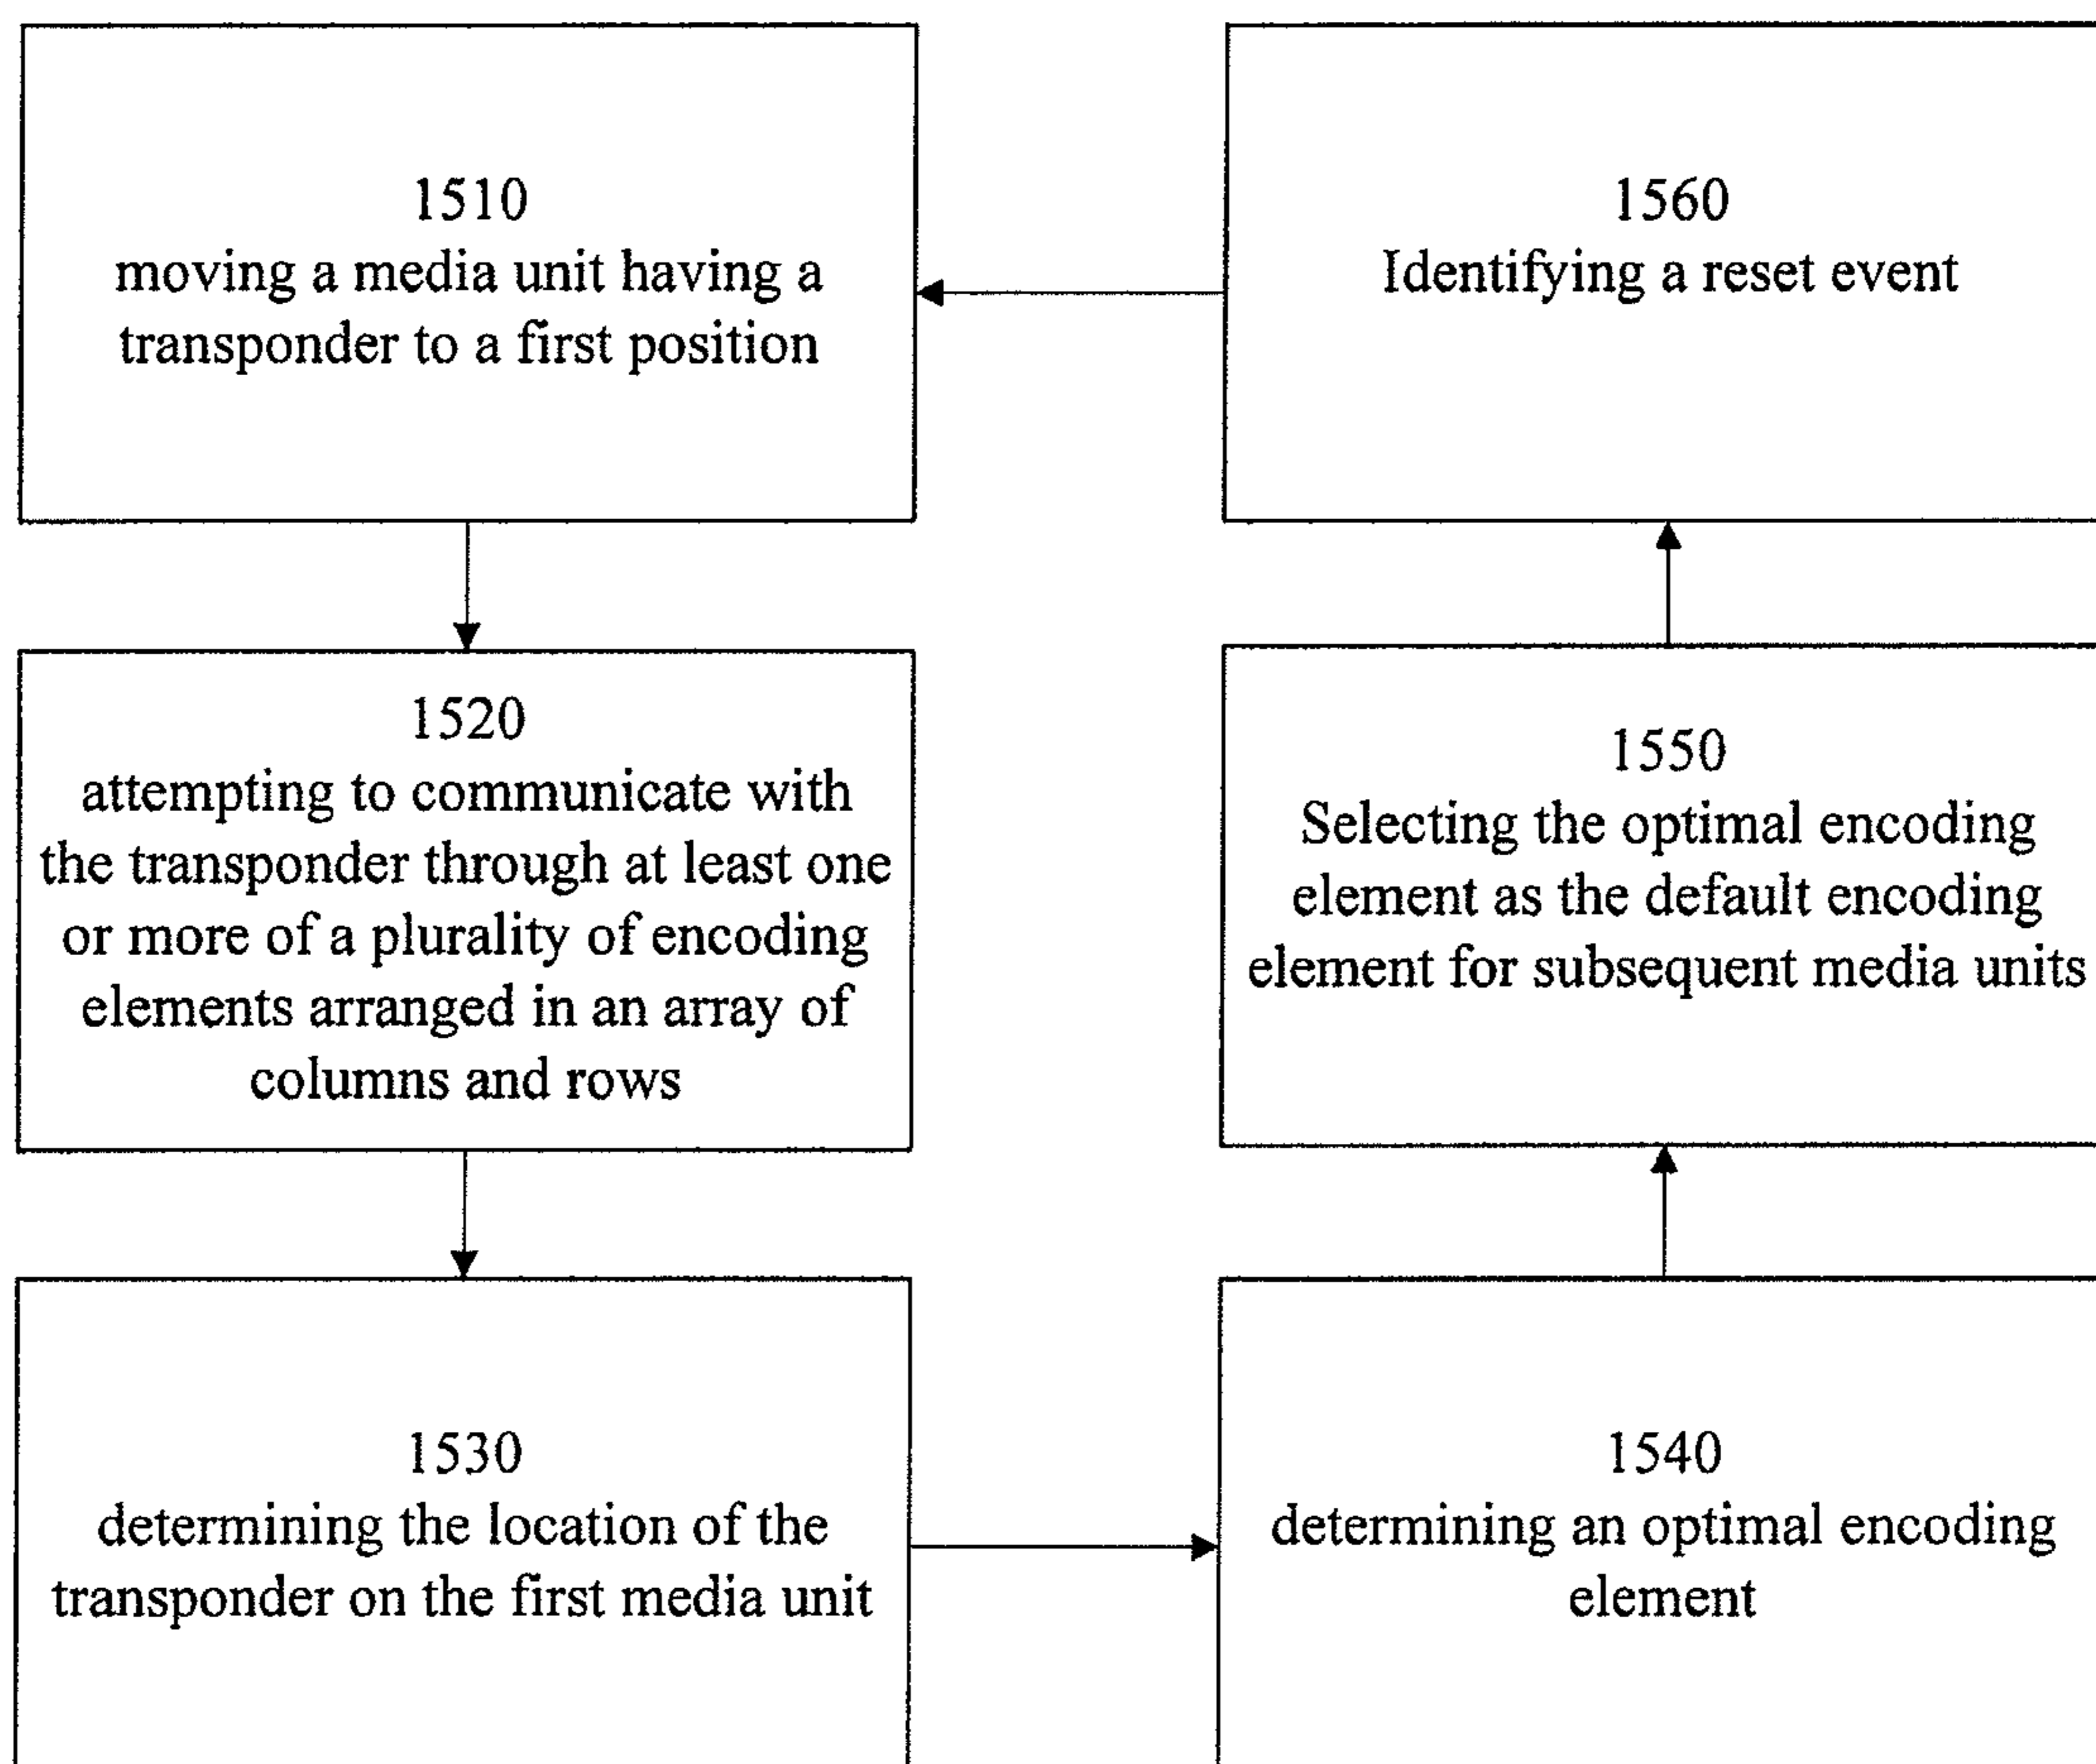 1510
moving a media unit having a
transponder to a first position
1520
attempting to communicate with
the transponder through at least one
or more of a plurality of encoding
elements arranged in an array of
columns and rows
1530
determining the location of the
transponder on the first media unit
1540
determining an optimal encoding
element
1550
Selecting the optimal encoding
element as the default encoding
element for subsequent media units
1560
Identifying a reset event